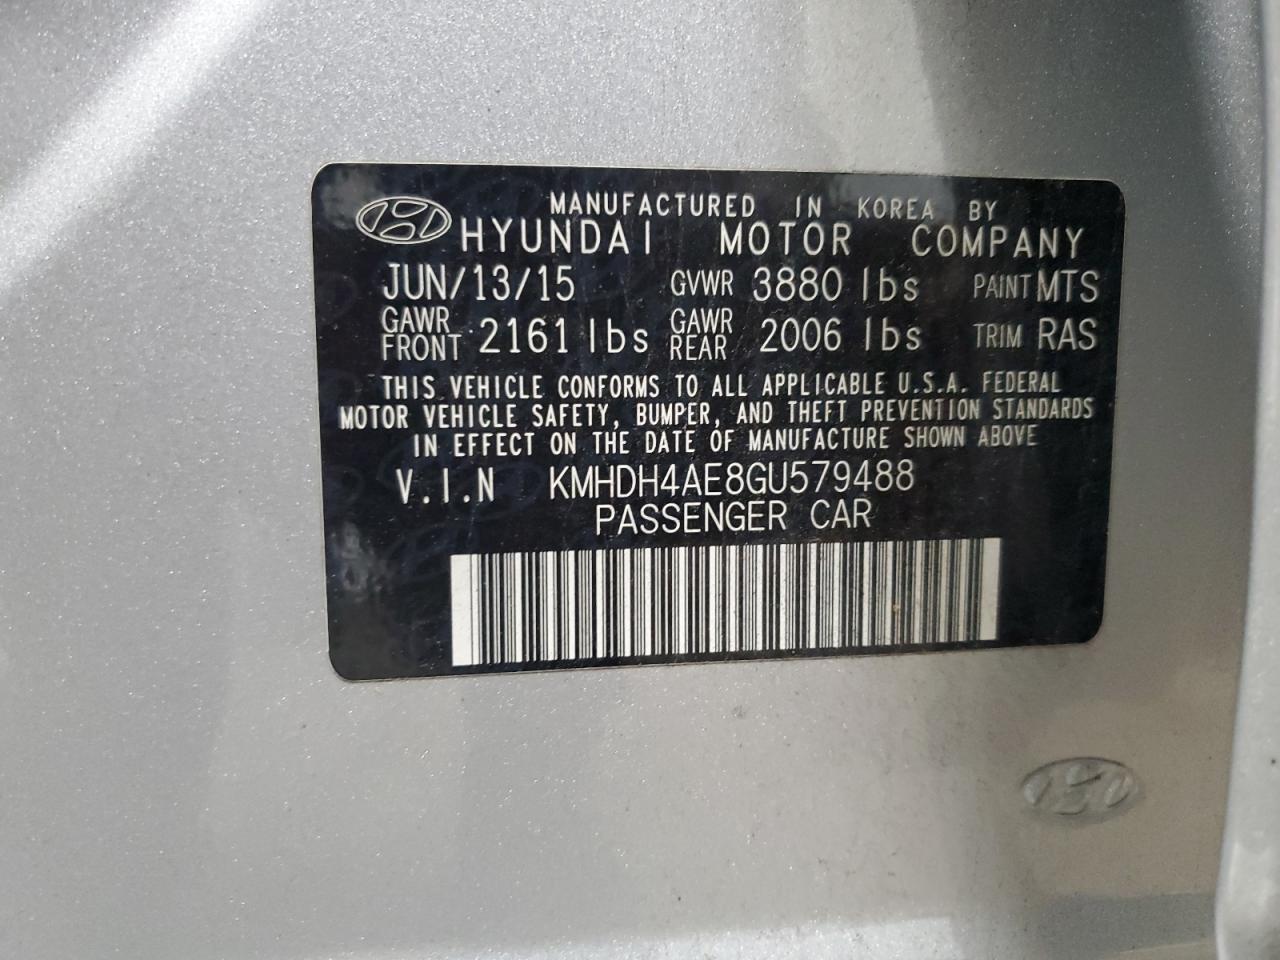 MANUFACTURED IN KOREA BY
HYUNDAI MOTOR COMPANY
JUN/13/15 GVWR 3880 lbs PAINT MTS
GAWR FRONT 2161 lbs GAWR REAR 2006 lbs TRIM RAS
THIS VEHICLE CONFORMS TO ALL APPLICABLE U.S.A. FEDERAL
MOTOR VEHICLE SAFETY, BUMPER, AND THEFT PREVENTION STANDARDS
IN EFFECT ON THE DATE OF MANUFACTURE SHOWN ABOVE
V.I.N KMHDH4AE8GU579488
PASSENGER CAR